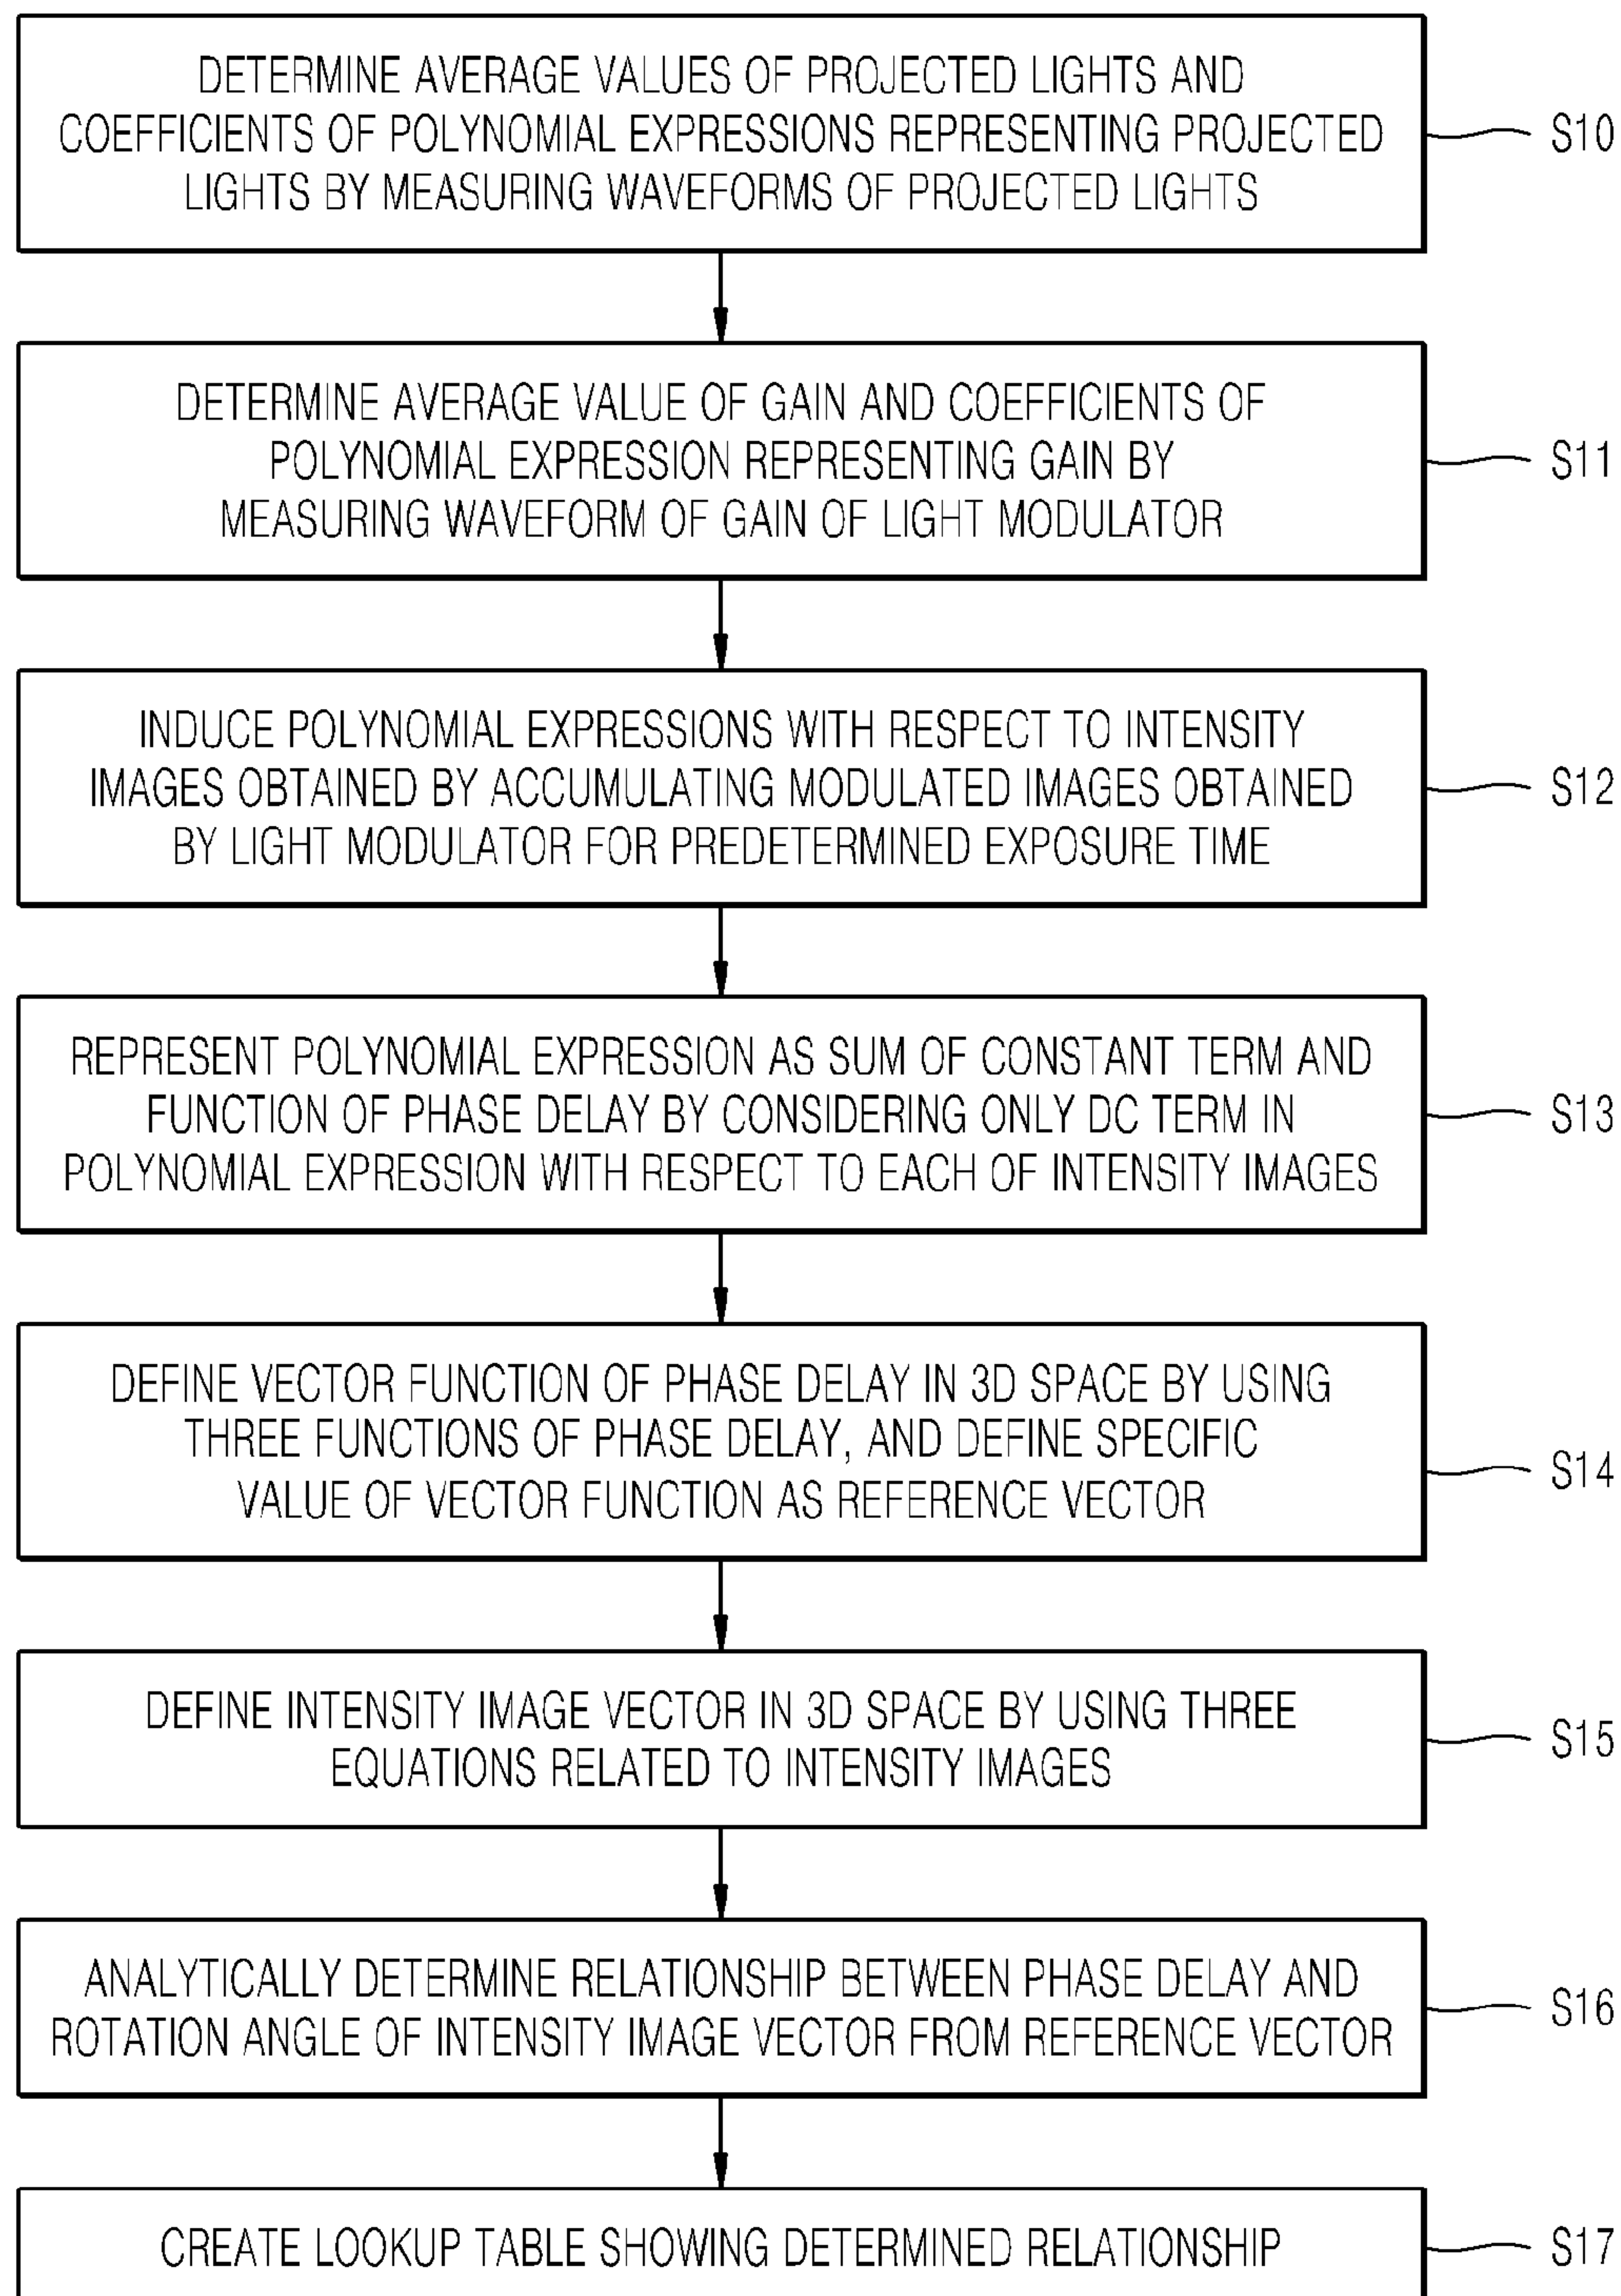 DETERMINE AVERAGE VALUES OF PROJECTED LIGHTS AND
COEFFICIENTS OF POLYNOMIAL EXPRESSIONS REPRESENTING PROJECTED
LIGHTS BY MEASURING WAVEFORMS OF PROJECTED LIGHTS
S10
DETERMINE AVERAGE VALUE OF GAIN AND COEFFICIENTS OF
POLYNOMIAL EXPRESSION REPRESENTING GAIN BY
MEASURING WAVEFORM OF GAIN OF LIGHT MODULATOR
S11
INDUCE POLYNOMIAL EXPRESSIONS WITH RESPECT TO INTENSITY
IMAGES OBTAINED BY ACCUMULATING MODULATED IMAGES OBTAINED
BY LIGHT MODULATOR FOR PREDETERMINED EXPOSURE TIME
S12
REPRESENT POLYNOMIAL EXPRESSION AS SUM OF CONSTANT TERM AND
FUNCTION OF PHASE DELAY BY CONSIDERING ONLY DC TERM IN
POLYNOMIAL EXPRESSION WITH RESPECT TO EACH OF INTENSITY IMAGES
S13
DEFINE VECTOR FUNCTION OF PHASE DELAY IN 3D SPACE BY USING
THREE FUNCTIONS OF PHASE DELAY, AND DEFINE SPECIFIC
VALUE OF VECTOR FUNCTION AS REFERENCE VECTOR
S14
DEFINE INTENSITY IMAGE VECTOR IN 3D SPACE BY USING THREE
EQUATIONS RELATED TO INTENSITY IMAGES
S15
ANALYTICALLY DETERMINE RELATIONSHIP BETWEEN PHASE DELAY AND
ROTATION ANGLE OF INTENSITY IMAGE VECTOR FROM REFERENCE VECTOR
S16
CREATE LOOKUP TABLE SHOWING DETERMINED RELATIONSHIP
S17